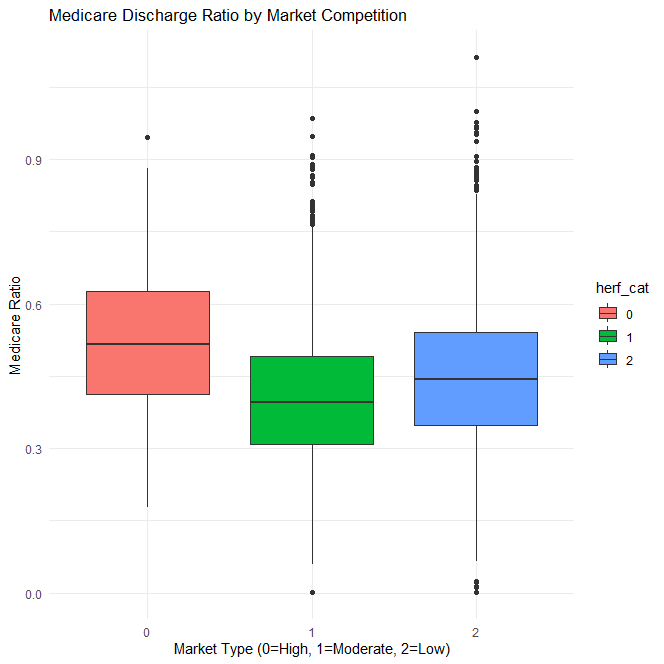 Medicare Discharge Ratio by Market Competition
Medicare Ratio
0.9
0.6
0.3
0.0
0
1
2
Market Type (0=High, 1=Moderate, 2=Low)
herf_cat
0
1
2